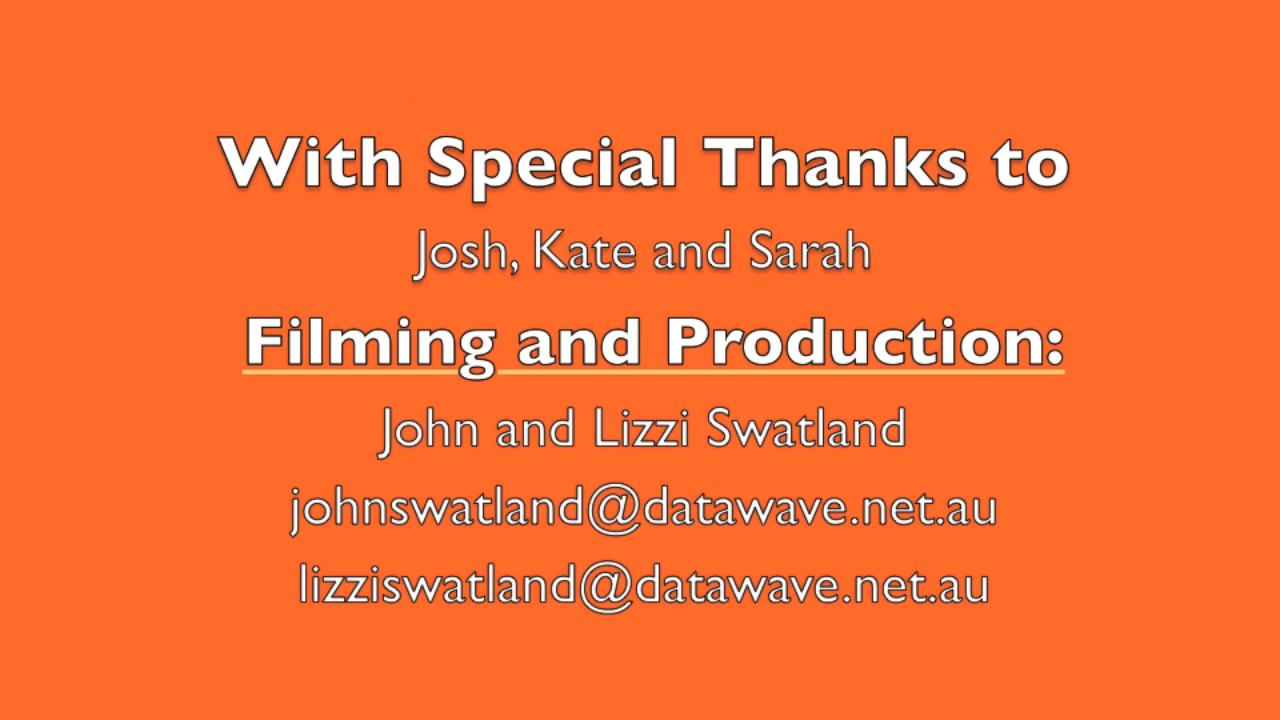 With Special Thanks to
Josh, Kate and Sarah
Filming and Production:
John and Lizzi Swatland
johnswatland@datawave.net.au
lizziswatland@datawave.net.au